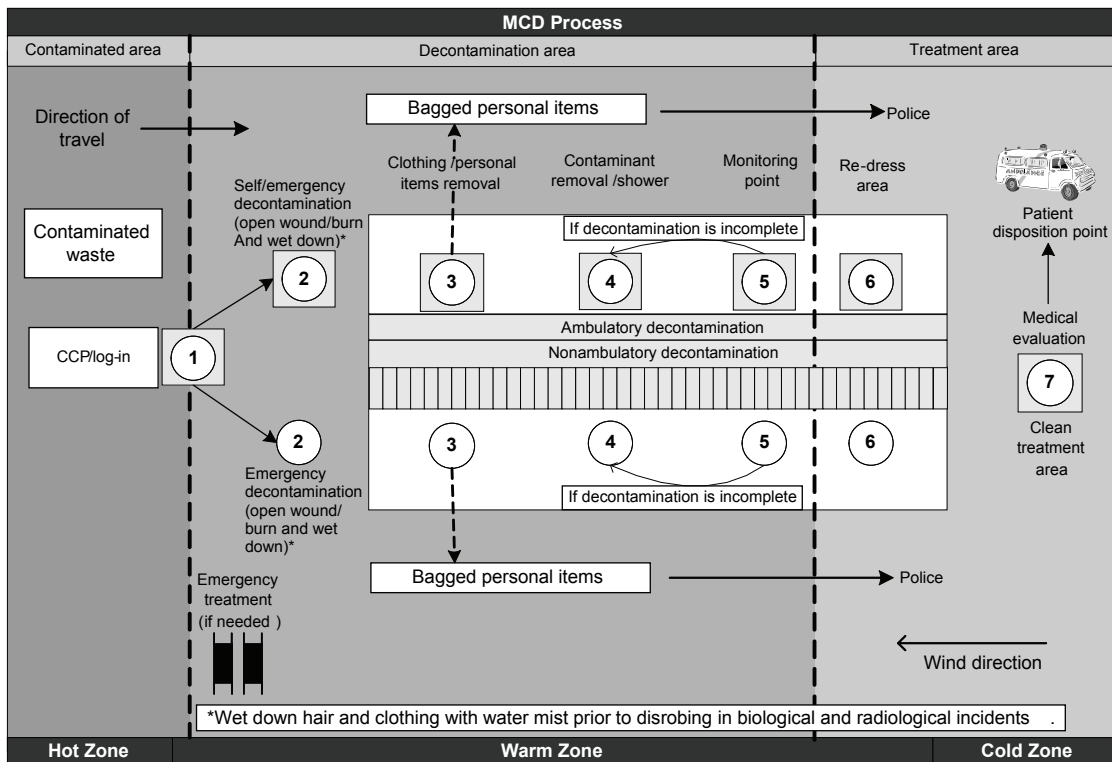 MCD Process
Contaminated area
Decontamination area
Treatment area
Direction of
travel
Bagged personal items
Police
Clothing /personal
items removal
Contaminant
removal /shower
Monitoring
point
Re-dress
area
AMBULANCE
Self/emergency
decontamination
(open wound/burn
And wet down)*
Patient
disposition point
Contaminated
waste
If decontamination is incomplete
2
3
4
5
6
Ambulatory decontamination
Medical
evaluation
CCP/log-in
1
Nonambulatory decontamination
7
Clean
treatment
area
2
3
4
5
6
Emergency
decontamination
(open wound/
burn and wet
down)*
If decontamination is incomplete
Bagged personal items
Police
Emergency
treatment
(if needed )
Wind direction
*Wet down hair and clothing with water mist prior to disrobing in biological and radiological incidents .
Hot Zone
Warm Zone
Cold Zone